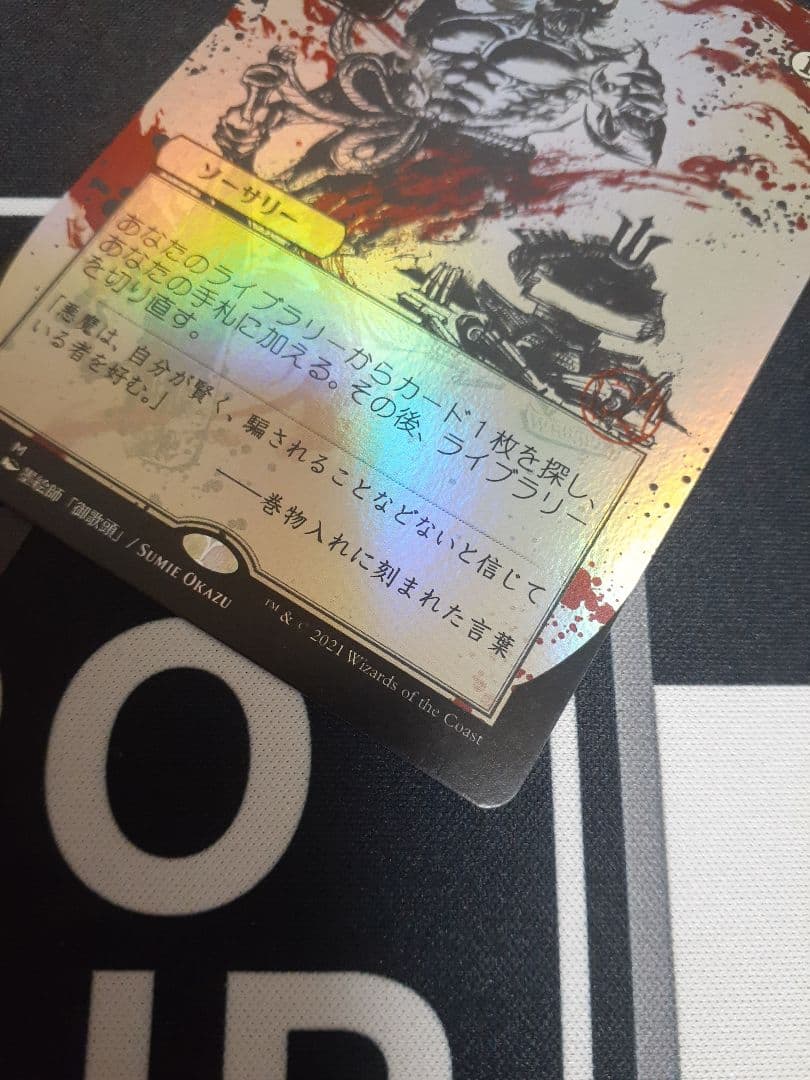 ソーサリー
あなたのライブラリーからカード１枚を探し、
あなたの手札に加える。その後、ライブラリー
を切り直す。
「悪魔は、自分が賢く、騙されることなどないと信じて
いる者を好む。」
――巻物入れに刻まれた言葉
M
墨絵師「御歌頭」/ SUMIE OKAZU
™ & © 2021 Wizards of the Coast